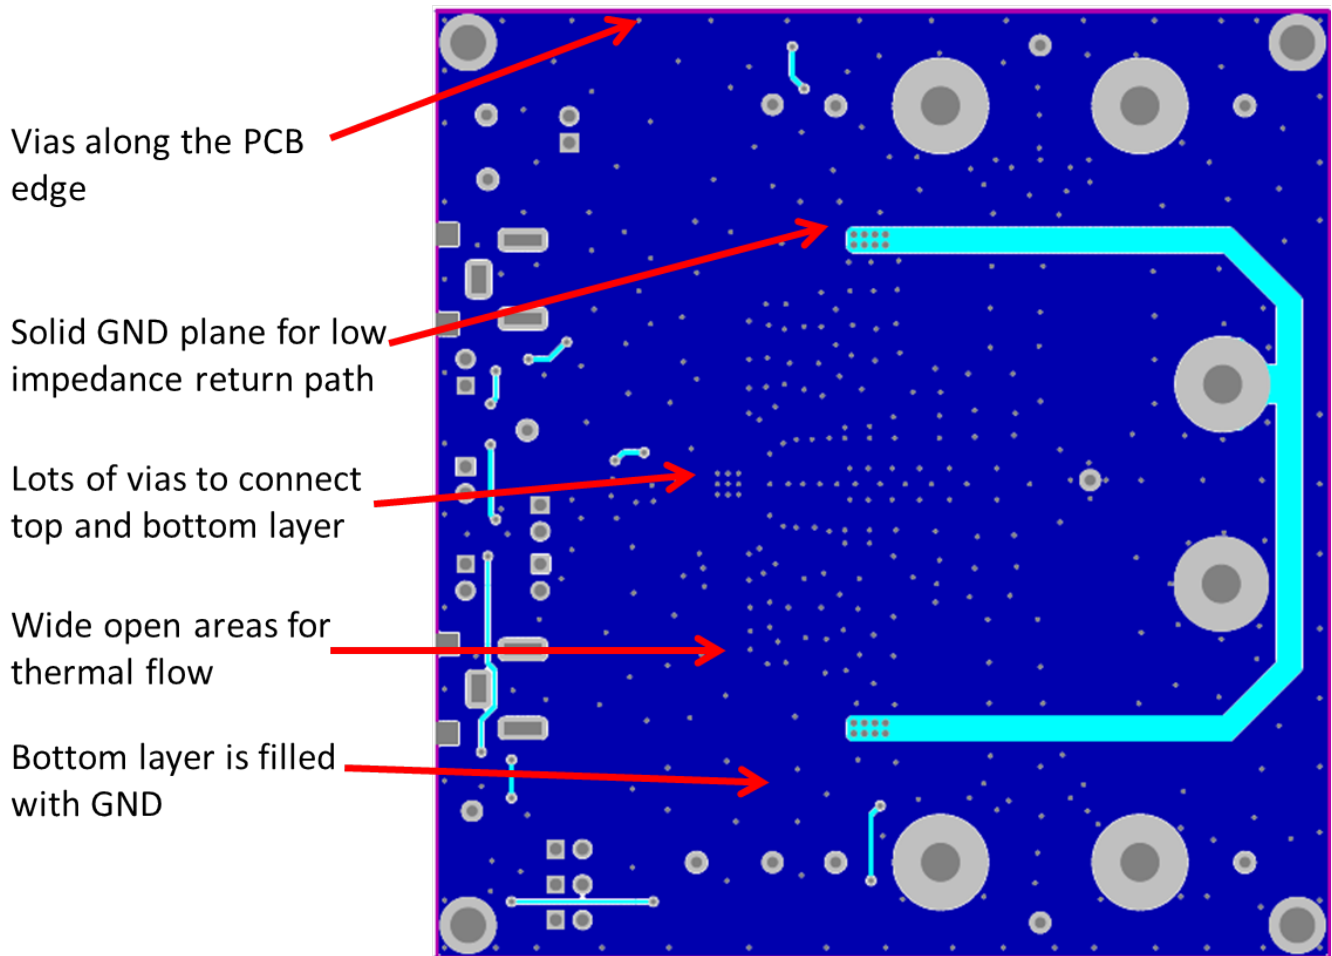 Vias along the PCB
edge
Solid GND plane for low
impedance return path
Lots of vias to connect
top and bottom layer
Wide open areas for
thermal flow
Bottom layer is filled
with GND